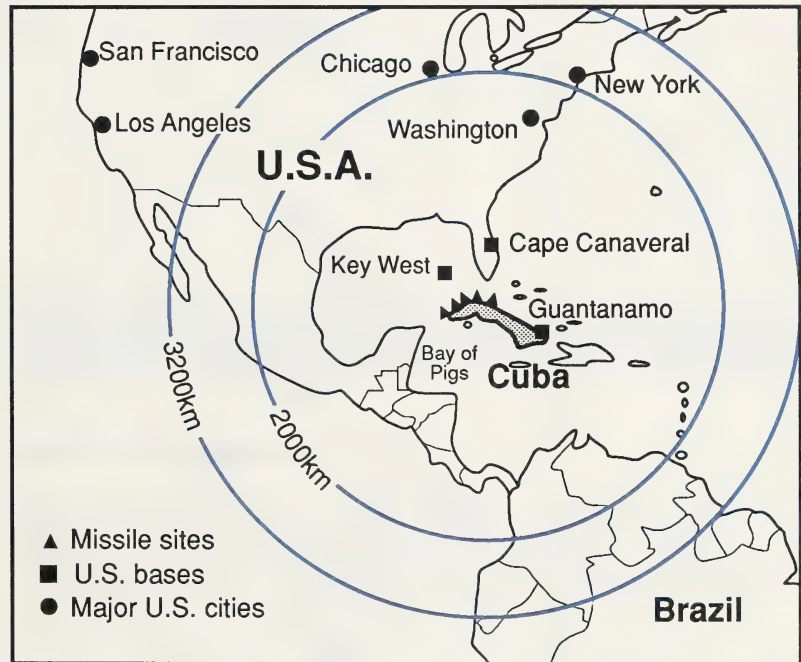 San Francisco
Chicago
New York
Los Angeles
Washington
U.S.A.
Cape Canaveral
Key West
Guantanamo
Bay of
Pigs
Cuba
3200km
2000km
Missile sites
U.S. bases
Major U.S. cities
Brazil